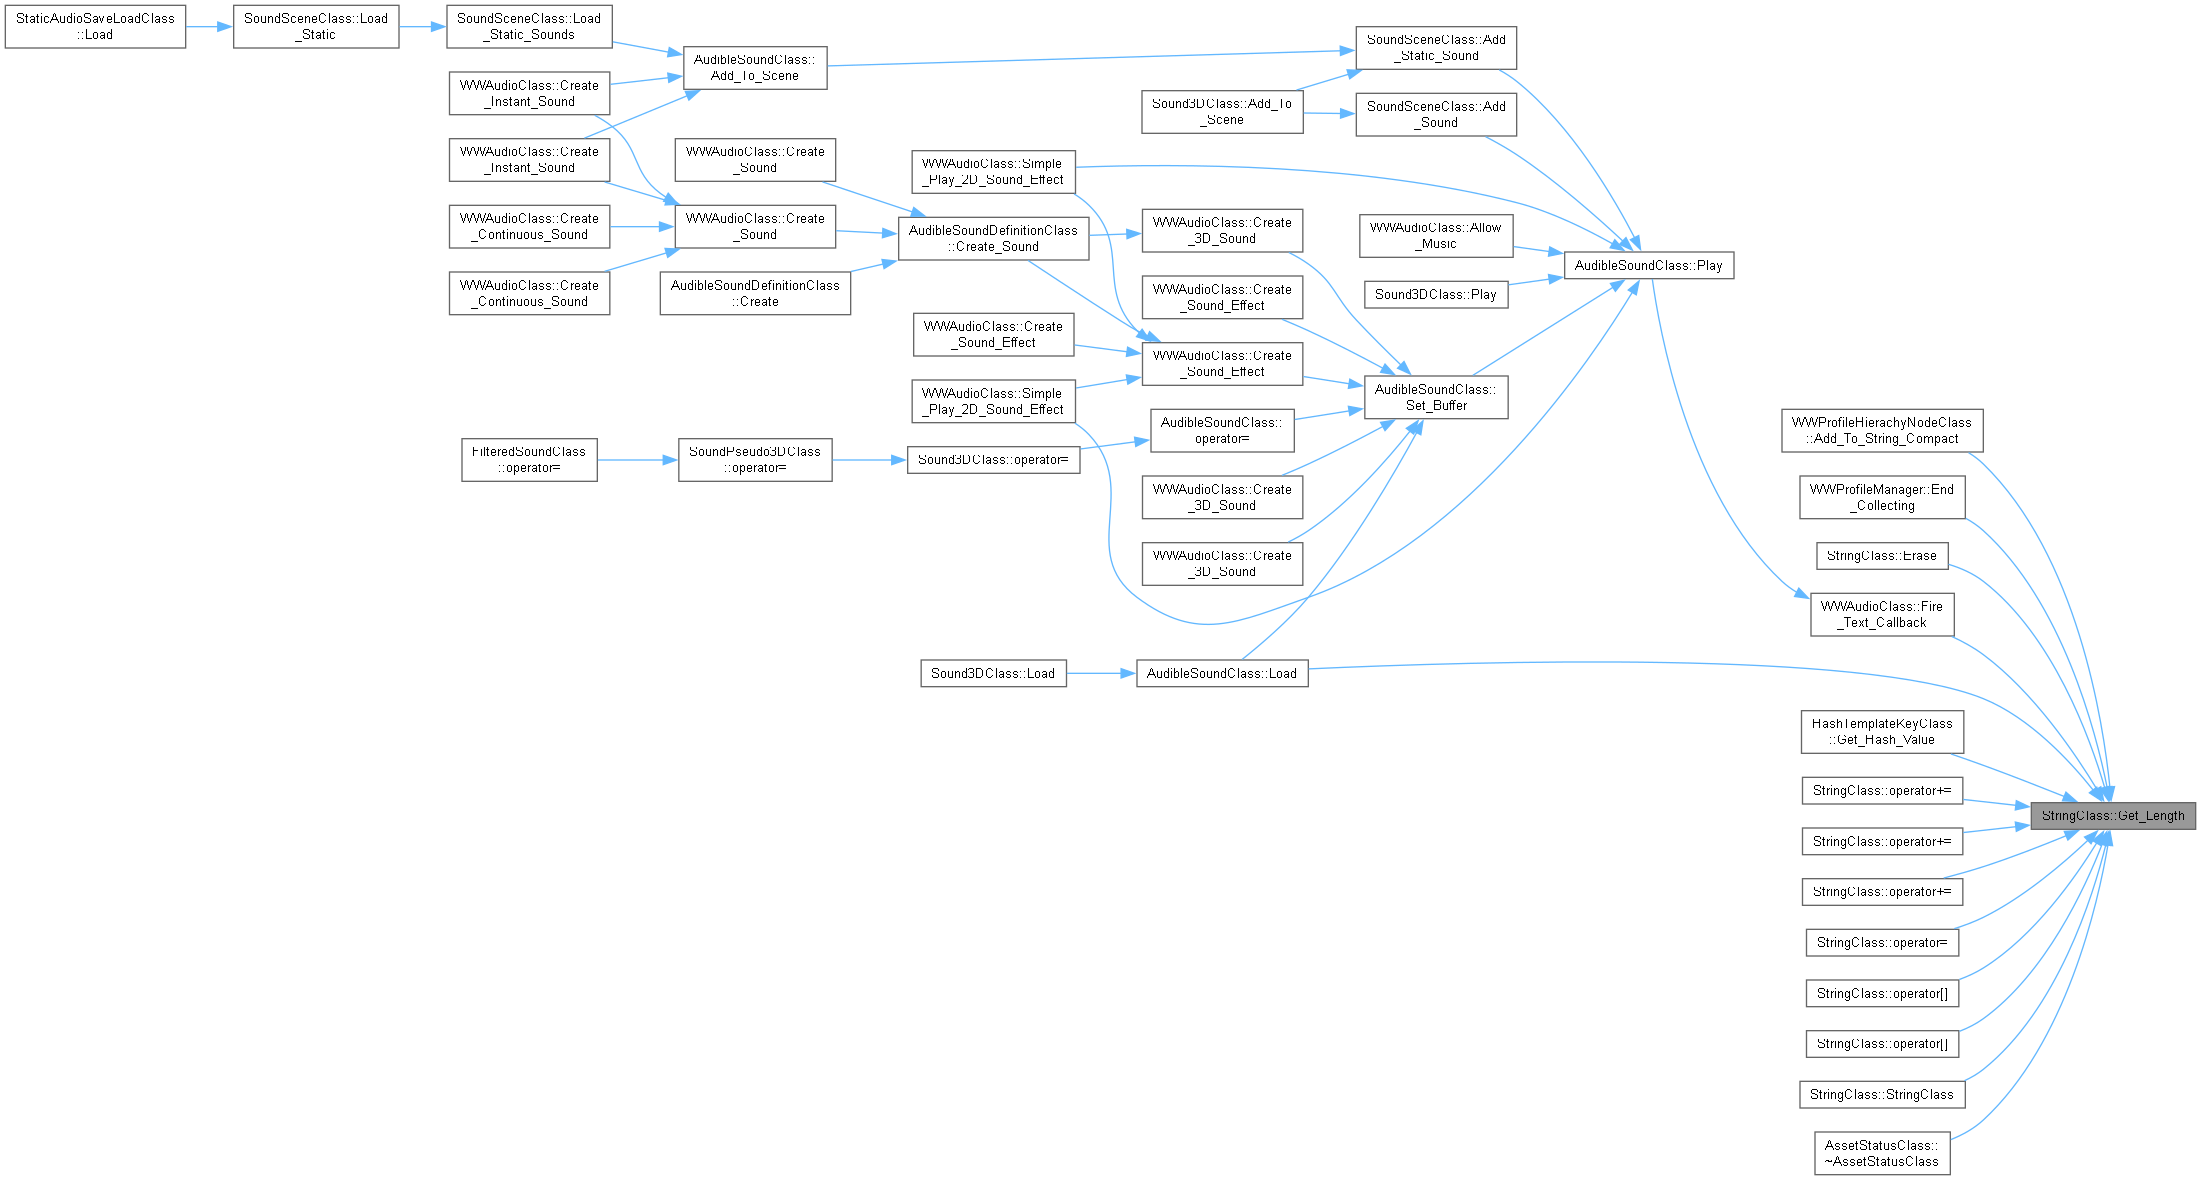 StaticAudioSaveLoadClass
::Load
SoundSceneClass::Load
_Static
SoundSceneClass::Load
_Static_Sounds
AudibleSoundClass::
Add_To_Scene
WWAudioClass::Create
_Instant_Sound
WWAudioClass::Create
_Instant_Sound
WWAudioClass::Create
_Continuous_Sound
WWAudioClass::Create
_Continuous_Sound
WWAudioClass::Create
_Sound
WWAudioClass::Create
_Sound
AudibleSoundDefinitionClass
::Create
WWAudioClass::Simple
_Play_2D_Sound_Effect
AudibleSoundDefinitionClass
::Create_Sound
WWAudioClass::Create
_Sound_Effect
WWAudioClass::Simple
_Play_2D_Sound_Effect
FilteredSoundClass
::operator=
SoundPseudo3DClass
::operator=
Sound3DClass::operator=
Sound3DClass::Load
SoundSceneClass::Add
_Static_Sound
Sound3DClass::Add_To
_Scene
SoundSceneClass::Add
_Sound
WWAudioClass::Create
_3D_Sound
WWAudioClass::Create
_Sound_Effect
WWAudioClass::Create
_Sound_Effect
AudibleSoundClass::
operator=
WWAudioClass::Create
_3D_Sound
WWAudioClass::Create
_3D_Sound
AudibleSoundClass::Load
WWAudioClass::Allow
_Music
Sound3DClass::Play
AudibleSoundClass::
Set_Buffer
AudibleSoundClass::Play
WWProfileHierachyNodeClass
::Add_To_String_Compact
WWProfileManager::End
_Collecting
StringClass::Erase
WWAudioClass::Fire
_Text_Callback
HashTemplateKeyClass
::Get_Hash_Value
StringClass::operator+=
StringClass::operator+=
StringClass::operator+=
StringClass::operator=
StringClass::operator[]
StringClass::operator[]
StringClass::StringClass
AssetStatusClass::
~AssetStatusClass
StringClass::Get_Length